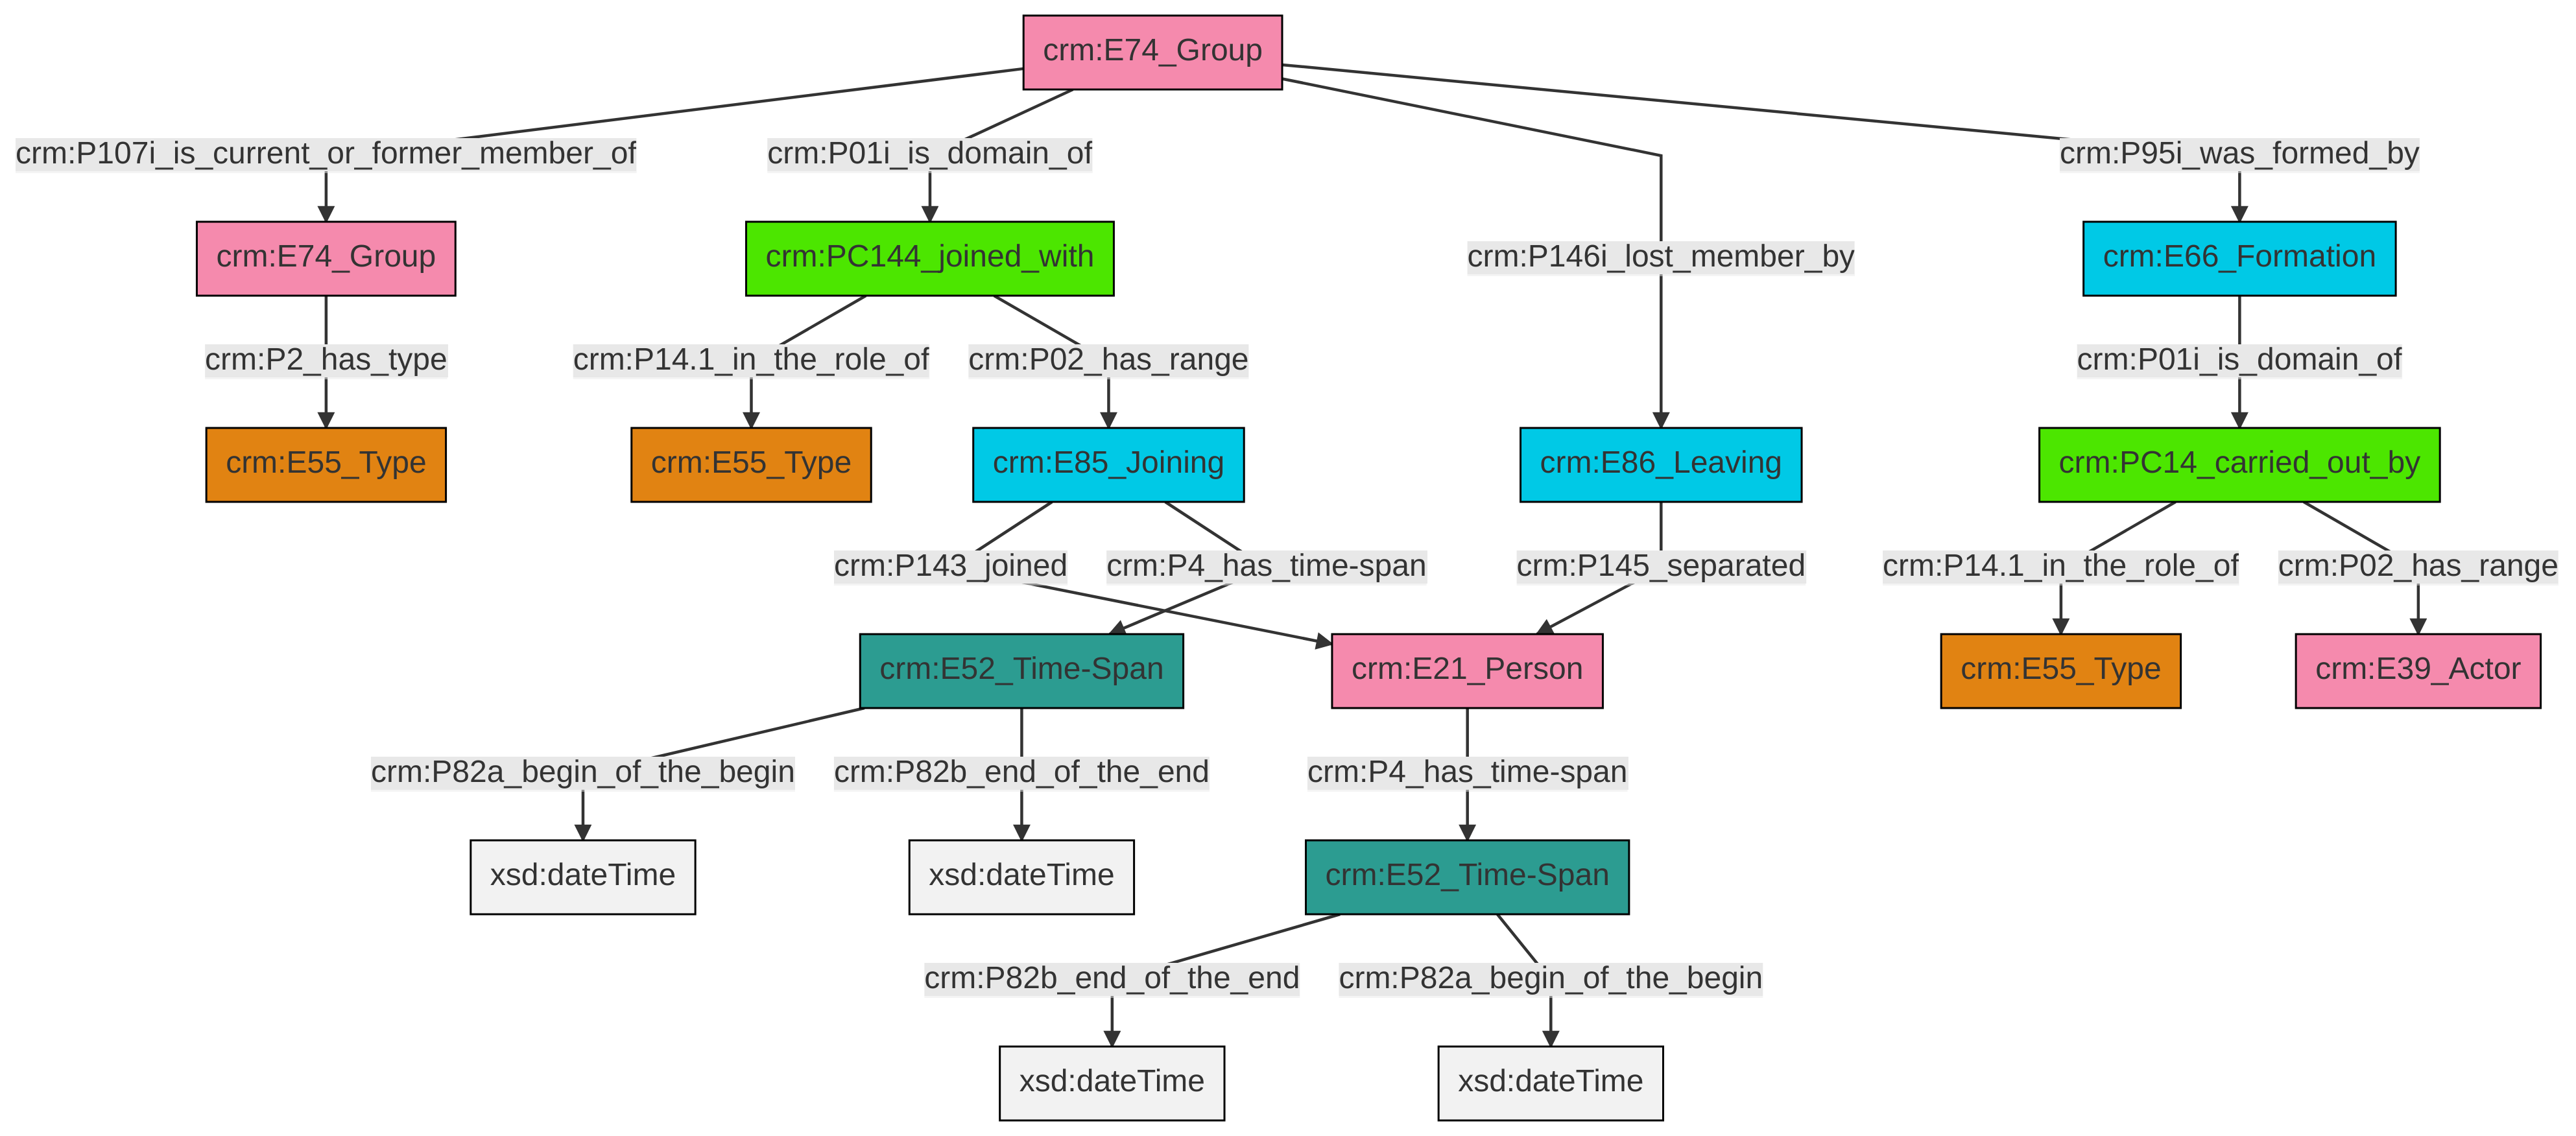 crm:E74_Group
crm:P107i_is_current_or_former_member_of
crm:P01i_is_domain_of
crm:P95i_was_formed_by
crm:E74_Group
crm:PC144_joined_with
crm:P146i_lost_member_by
crm:E66_Formation
crm:P2_has_type
crm:P14.1_in_the_role_of
crm:P02_has_range
crm:P01i_is_domain_of
crm:E55_Type
crm:E55_Type
crm:E85_Joining
crm:E86_Leaving
crm:PC14_carried_out_by
crm:P143_joined
crm:P4_has_time-span
crm:P145_separated
crm:P14.1_in_the_role_of
crm:P02_has_range
crm:E52_Time-Span
crm:E21_Person
crm:E55_Type
crm:E39_Actor
crm:P82a_begin_of_the_begin
crm:P82b_end_of_the_end
crm:P4_has_time-span
xsd:dateTime
xsd:dateTime
crm:E52_Time-Span
crm:P82b_end_of_the_end
crm:P82a_begin_of_the_begin
xsd:dateTime
xsd:dateTime